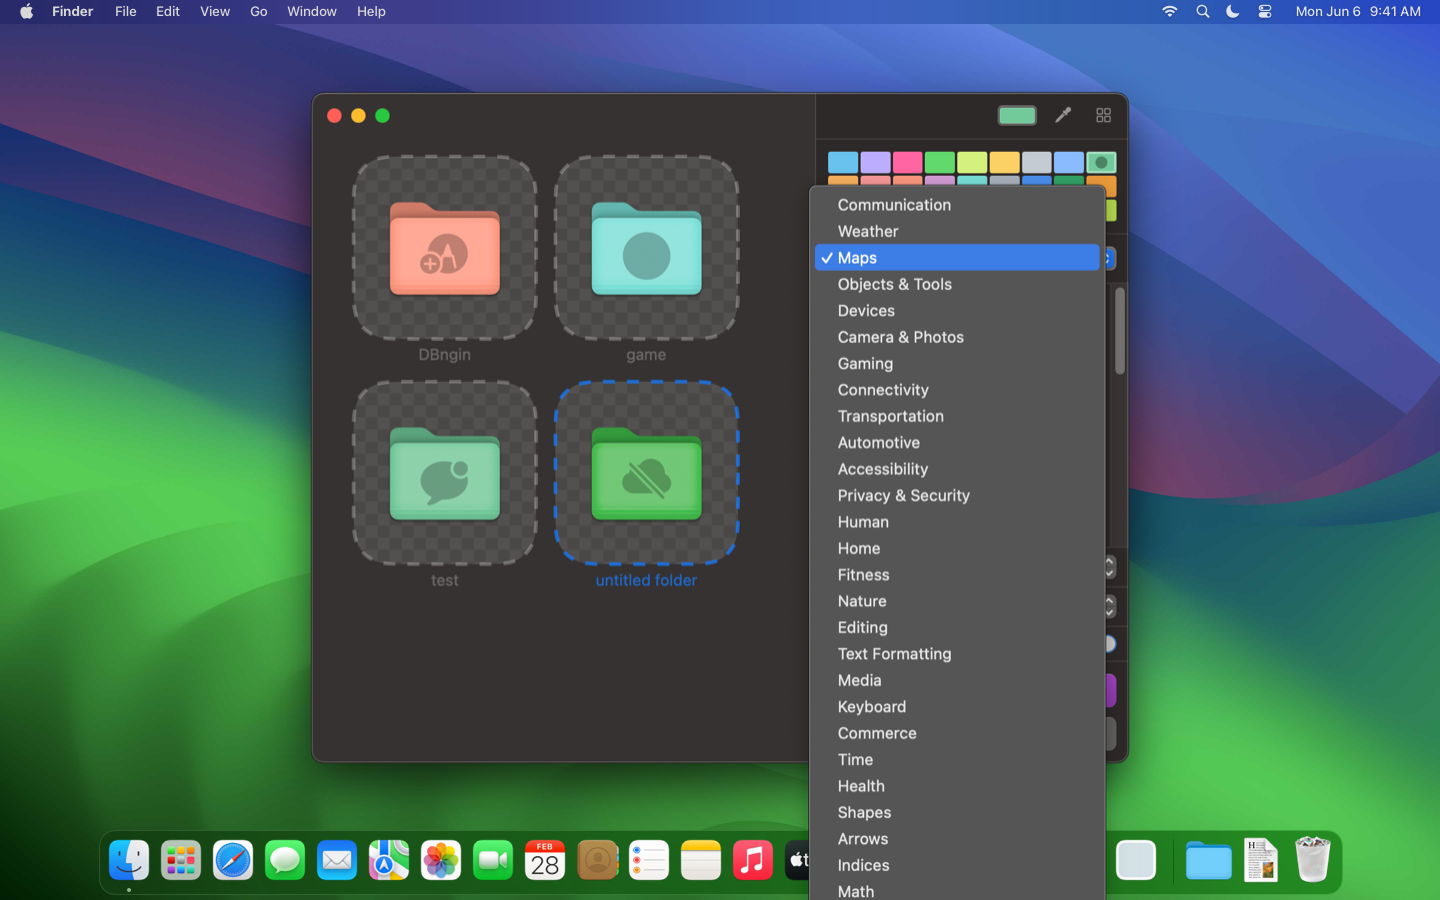 Finder File Edit View Go Window Help Mon Jun 6 9:41 AM
Communication
Weather
✓ Maps
Objects & Tools
Devices
Camera & Photos
Gaming
Connectivity
Transportation
Automotive
Accessibility
Privacy & Security
Human
Home
Fitness
Nature
Editing
Text Formatting
Media
Keyboard
Commerce
Time
Health
Shapes
Arrows
Indices
Math
DBngin game
test untitled folder
FEB
28